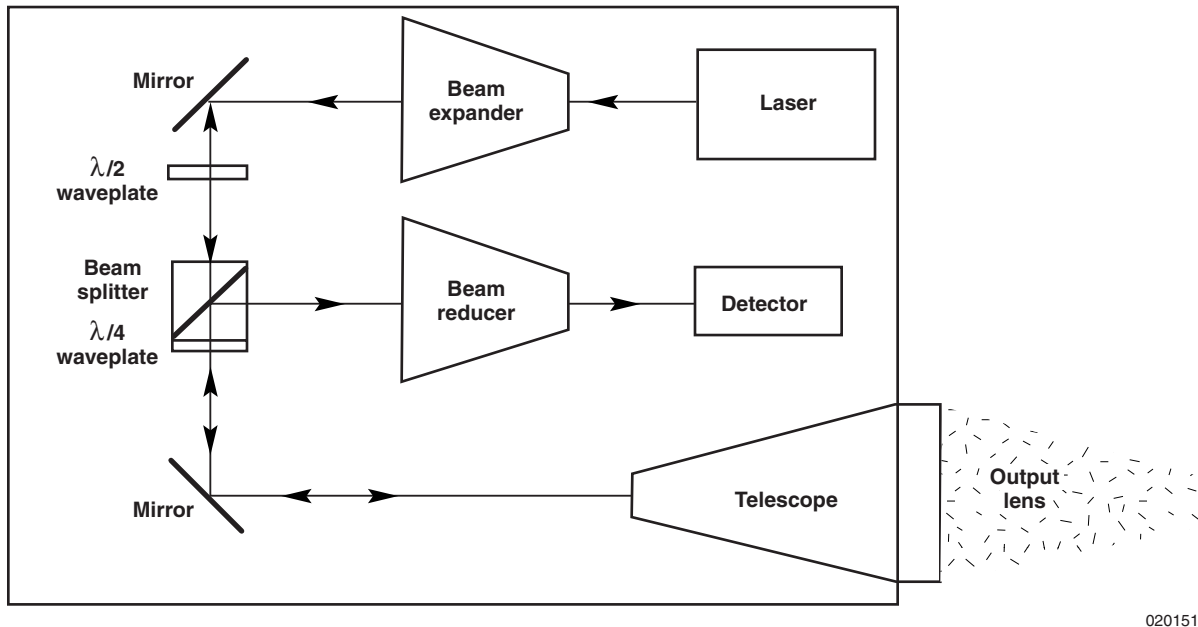 Mirror
Beam
expander
Laser
λ/2
waveplate
Beam
splitter
λ/4
waveplate
Beam
reducer
Detector
Mirror
Telescope
Output
lens
020151